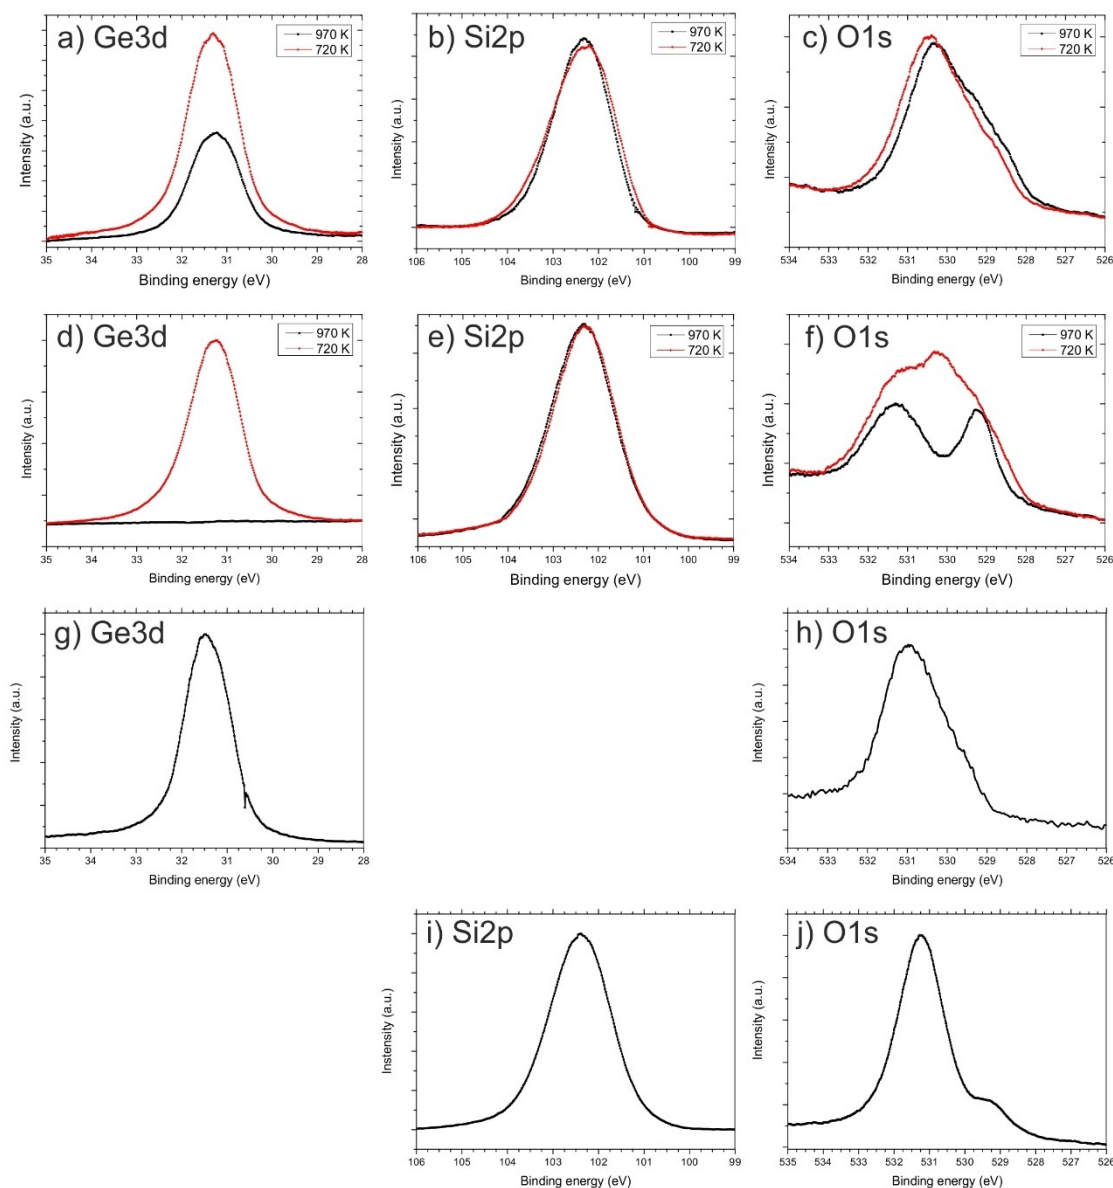 a) Ge3d
970 K
720 K
Intensity (a.u.)
35 34 33 32 31 30 29 28
Binding energy (eV)
b) Si2p
970 K
720 K
Intensity (a.u.)
106 105 104 103 102 101 100 99
Binding energy (eV)
c) O1s
970 K
720 K
Intensity (a.u.)
534 533 532 531 530 529 528 527 526
Binding energy (eV)
d) Ge3d
970 K
720 K
Intensity (a.u.)
35 34 33 32 31 30 29 28
Binding energy (eV)
e) Si2p
970 K
720 K
Intensity (a.u.)
106 105 104 103 102 101 100 99
Binding energy (eV)
f) O1s
970 K
720 K
Intensity (a.u.)
534 533 532 531 530 529 528 527 526
Binding energy (eV)
g) Ge3d
Intensity (a.u.)
35 34 33 32 31 30 29 28
Binding energy (eV)
h) O1s
Intensity (a.u.)
534 533 532 531 530 529 528 527 526
Binding energy (eV)
i) Si2p
Instensity (a.u.)
106 105 104 103 102 101 100 99
Binding energy (eV)
j) O1s
Intensity (a.u.)
535 534 533 532 531 530 529 528 527 526
Binding energy (eV)